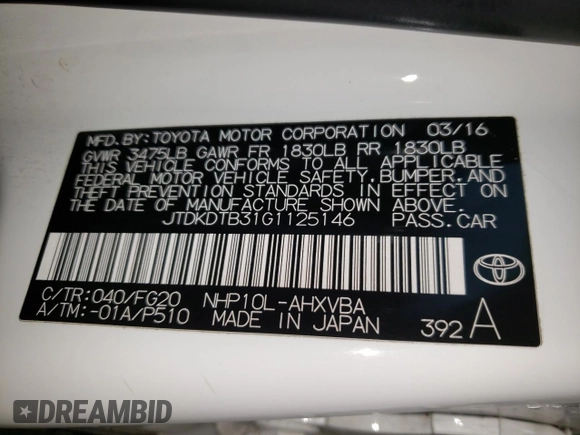 MFD. BY: TOYOTA MOTOR CORPORATION 03/16
GVWR 3475LB GAWR FR 1830LB RR 1830LB
THIS VEHICLE CONFORMS TO ALL APPLICABLE
FEDERAL MOTOR VEHICLE SAFETY, BUMPER, AND
THEFT PREVENTION STANDARDS IN EFFECT ON
THE DATE OF MANUFACTURE SHOWN ABOVE.
JTDKDTB31G1125146 PASS.CAR
C/TR:040/FG20 NHP10L-AHXVBA
A/TM:-01A/P510 MADE IN JAPAN 392 A
DREAMBID